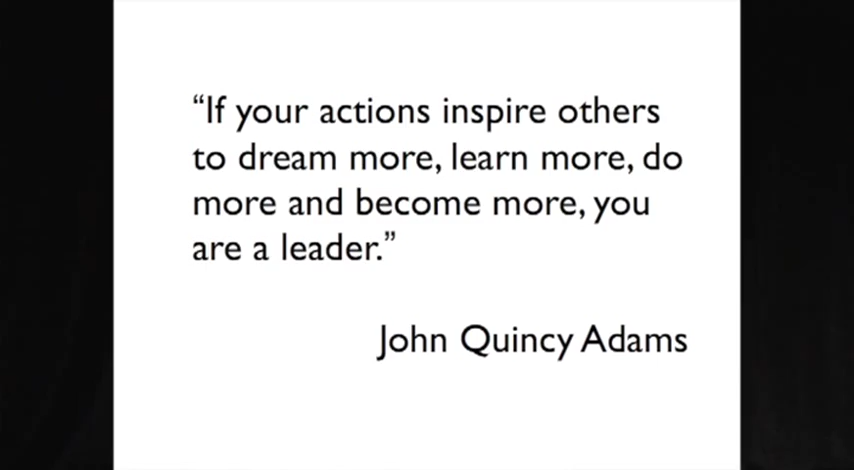 “If your actions inspire others
to dream more, learn more, do
more and become more, you
are a leader.”
John Quincy Adams